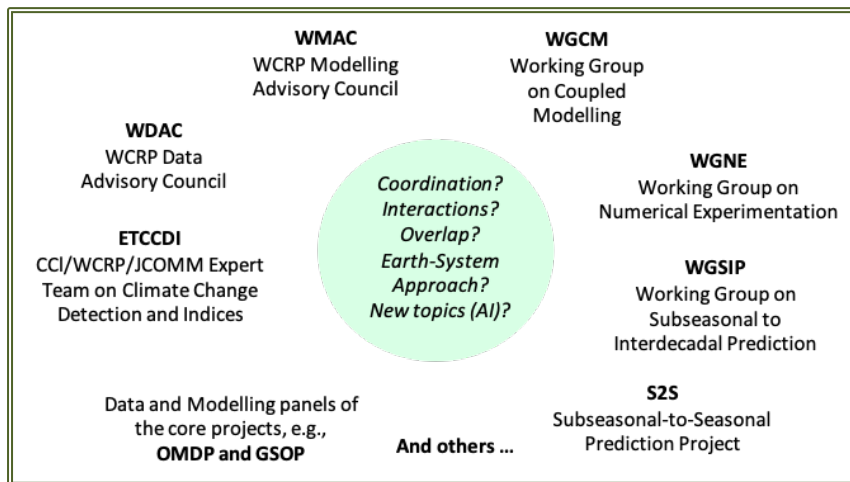 WMAC
WCRP Modelling
Advisory Council
WGCM
Working Group
on Coupled
Modelling
WDAC
WCRP Data
Advisory Council
WGNE
Working Group on
Numerical Experimentation
Coordination?
Interactions?
Overlap?
Earth-System
Approach?
New topics (AI)?
ETCCDI
CCl/WCRP/JCOMM Expert
Team on Climate Change
Detection and Indices
WGSIP
Working Group on
Subseasonal to
Interdecadal Prediction
Data and Modelling panels of
the core projects, e.g.,
OMDP and GSOP
And others ...
S2S
Subseasonal-to-Seasonal
Prediction Project